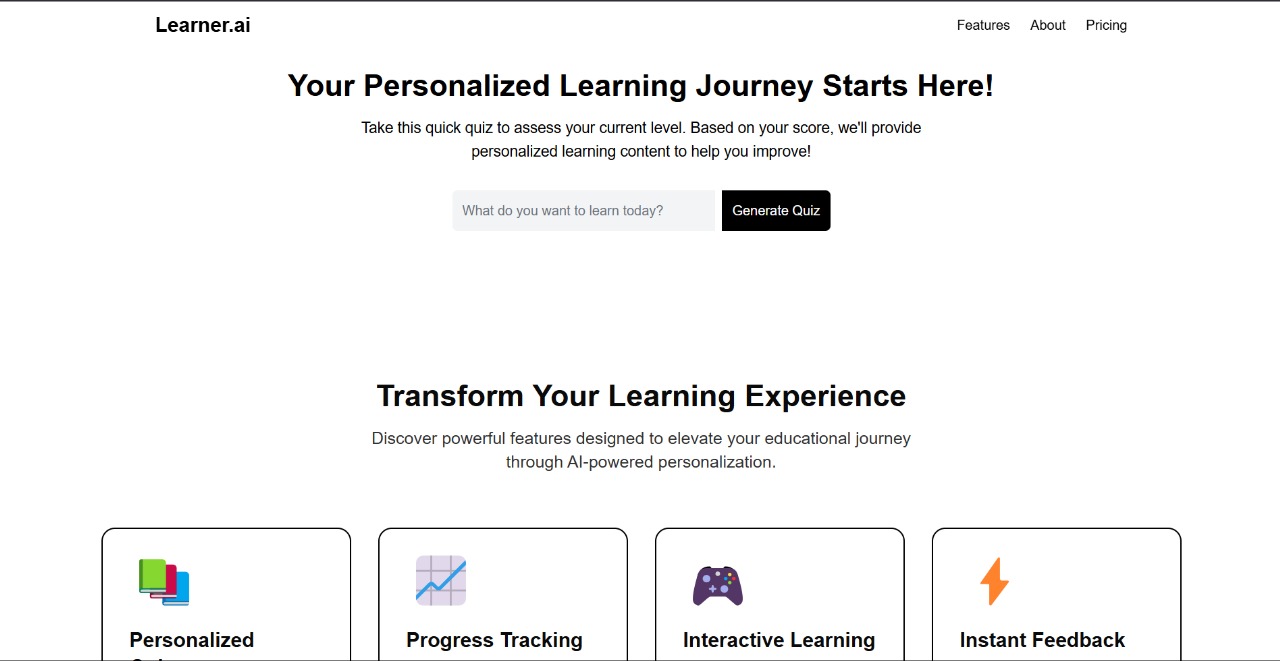 Learner.ai
Features About Pricing
Your Personalized Learning Journey Starts Here!
Take this quick quiz to assess your current level. Based on your score, we'll provide
personalized learning content to help you improve!
What do you want to learn today?
Generate Quiz
Transform Your Learning Experience
Discover powerful features designed to elevate your educational journey
through AI-powered personalization.
Personalized
Progress Tracking
Interactive Learning
Instant Feedback